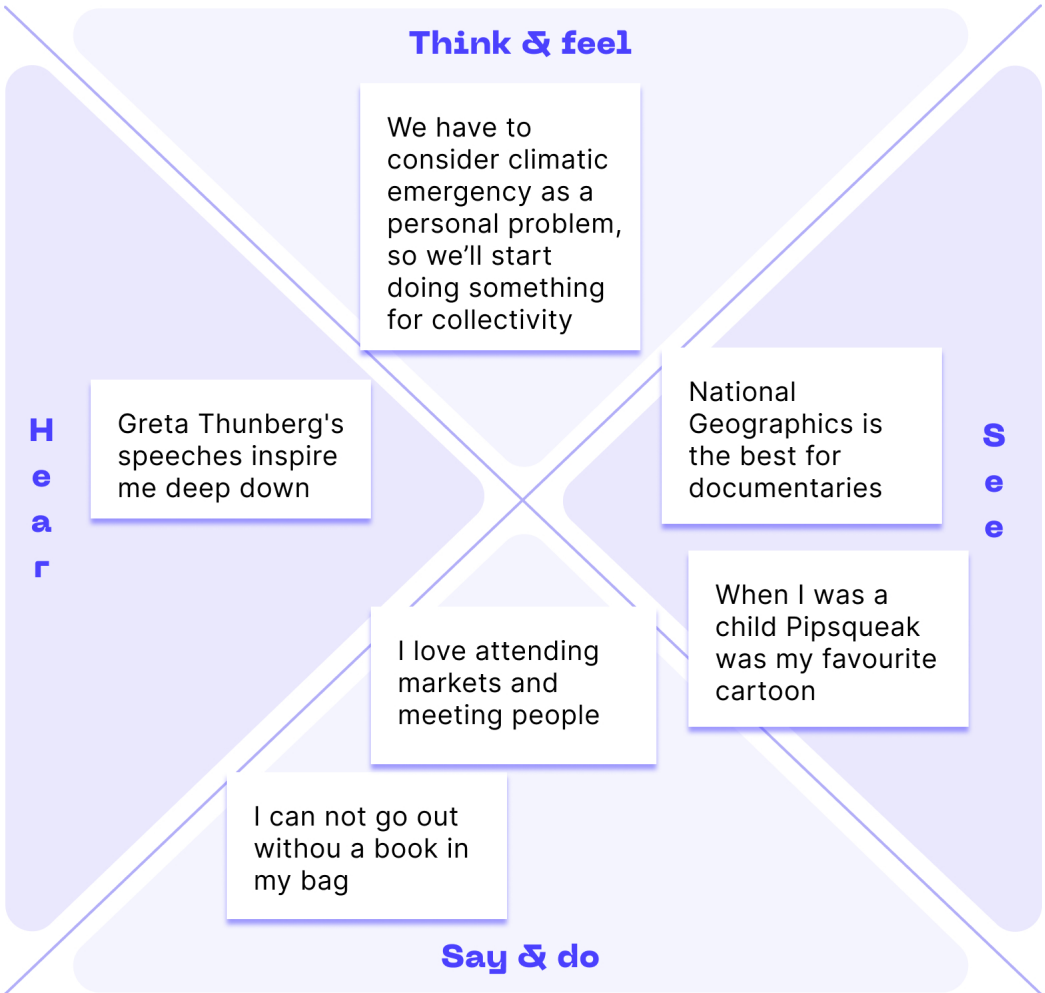 Think & feel
We have to
consider climatic
emergency as a
personal problem,
so we’ll start
doing something
for collectivity
H
e
a
r
Greta Thunberg's
speeches inspire
me deep down
National
Geographics is
the best for
documentaries
S
e
e
When I was a
child Pipsqueak
was my favourite
cartoon
I love attending
markets and
meeting people
I can not go out
withou a book in
my bag
Say & do